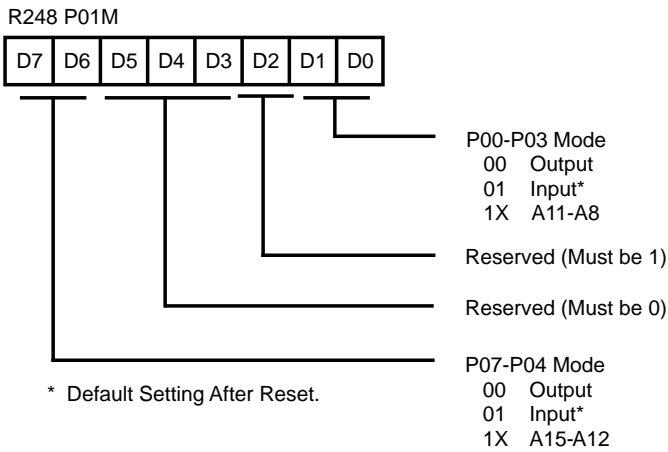 R248 P01M
D7 D6 D5 D4 D3 D2 D1 D0
P00-P03 Mode
00 Output
01 Input*
1X A11-A8
Reserved (Must be 1)
Reserved (Must be 0)
P07-P04 Mode
00 Output
01 Input*
1X A15-A12
* Default Setting After Reset.